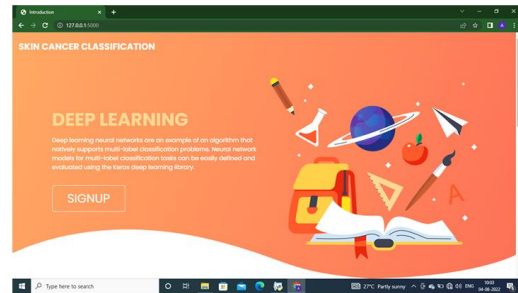 Introduction
127.0.0.1:5000
SKIN CANCER CLASSIFICATION
DEEP LEARNING
Deep learning neural networks are an example of an algorithm that
natively supports multi-label classification problems. Neural network
models for multi-label classification tasks can be easily defined and
evaluated using the keras deep learning library.
SIGNUP
A
Type here to search
27°C Partly sunny
ENG
10:03
04-08-2022